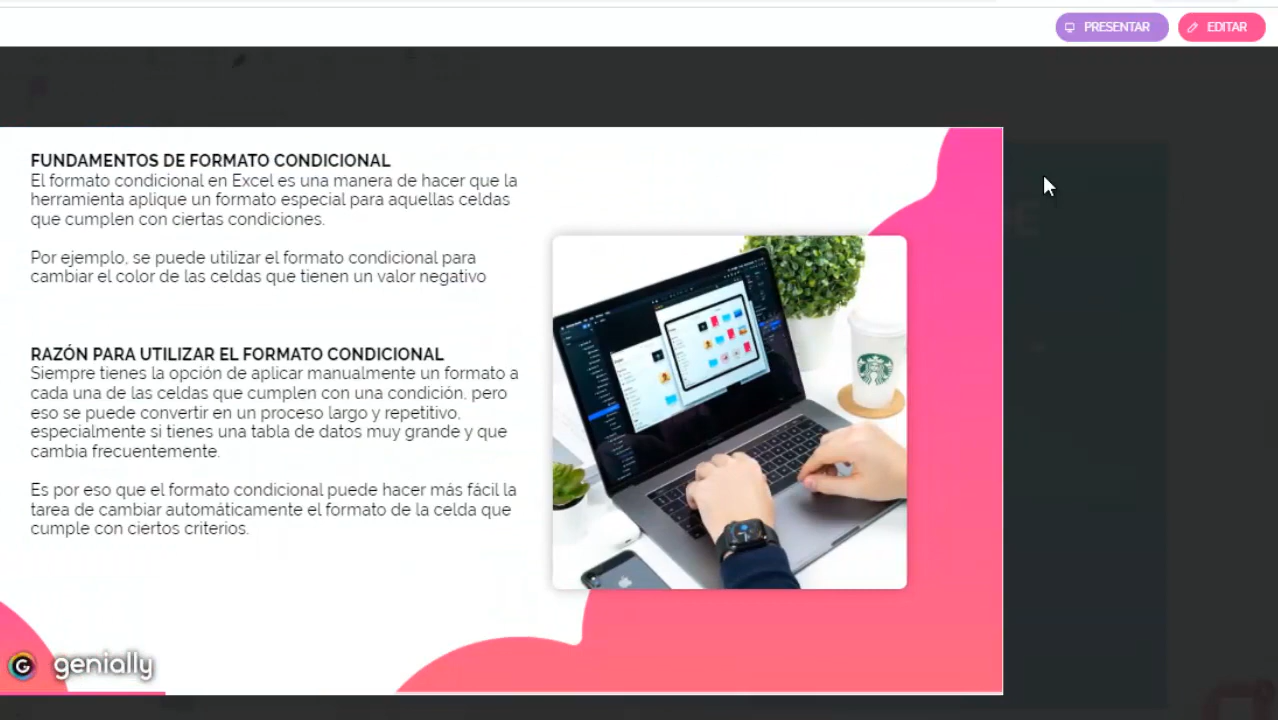 PRESENTAR
EDITAR
FUNDAMENTOS DE FORMATO CONDICIONAL
El formato condicional en Excel es una manera de hacer que la
herramienta aplique un formato especial para aquellas celdas
que cumplen con ciertas condiciones.
Por ejemplo, se puede utilizar el formato condicional para
cambiar el color de las celdas que tienen un valor negativo
RAZÓN PARA UTILIZAR EL FORMATO CONDICIONAL
Siempre tienes la opción de aplicar manualmente un formato a
cada una de las celdas que cumplen con una condición, pero
eso se puede convertir en un proceso largo y repetitivo,
especialmente si tienes una tabla de datos muy grande y que
cambia frecuentemente.
Es por eso que el formato condicional puede hacer más fácil la
tarea de cambiar automáticamente el formato de la celda que
cumple con ciertos criterios.
G genially